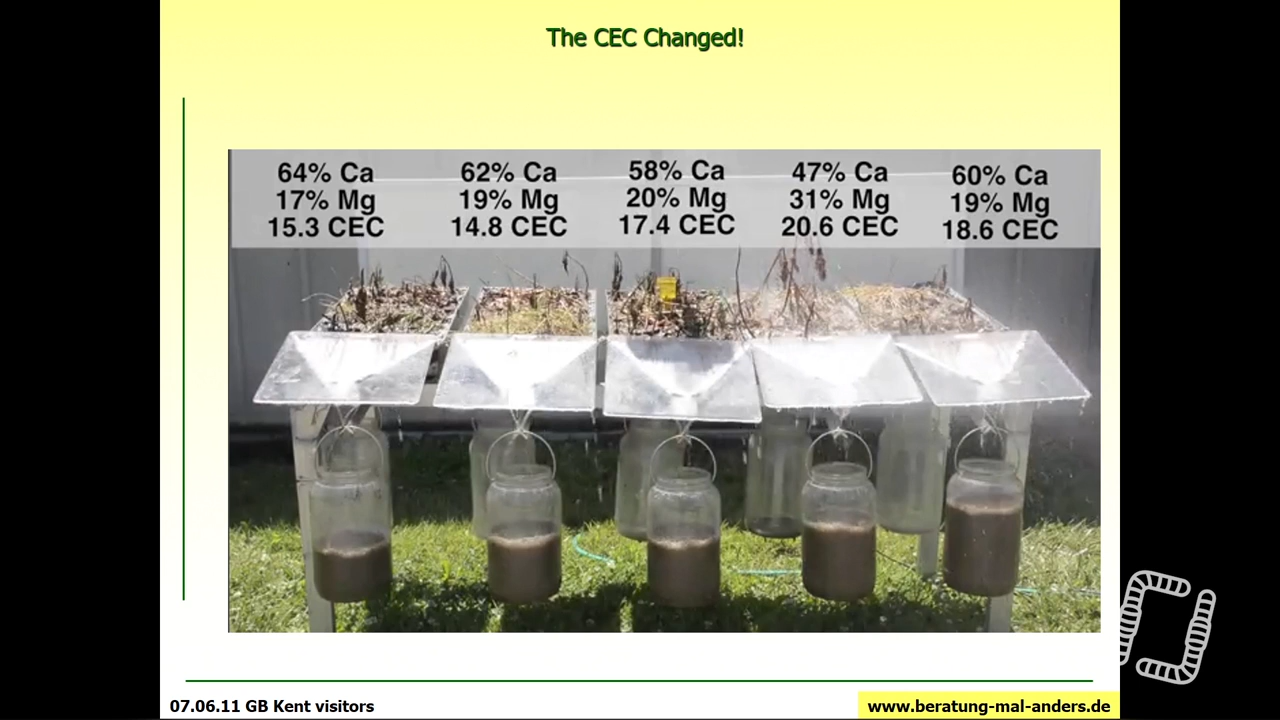 The CEC Changed!
64% Ca
17% Mg
15.3 CEC
62% Ca
19% Mg
14.8 CEC
58% Ca
20% Mg
17.4 CEC
47% Ca
31% Mg
20.6 CEC
60% Ca
19% Mg
18.6 CEC
07.06.11 GB Kent visitors
www.beratung-mal-anders.de